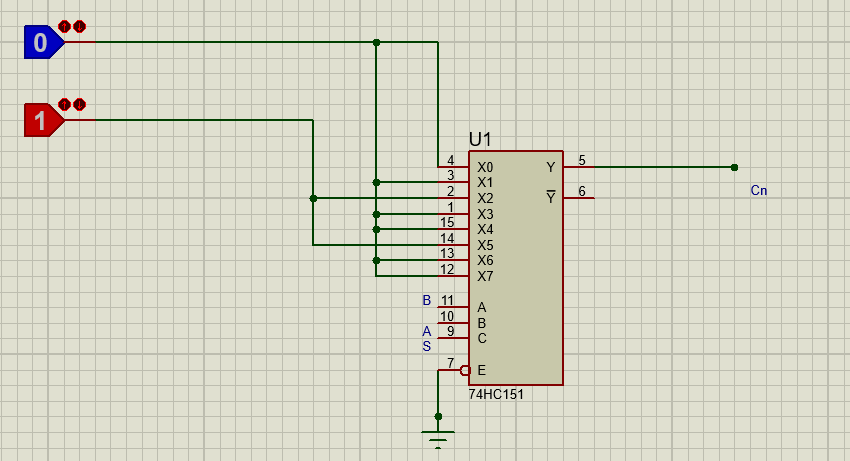 0
1
U1
4 X0 Y 5
3 X1
2 X2 Y 6
1 X3
15 X4
14 X5
13 X6
12 X7
Cn
B 11 A
10 B
A 9 C
S
7 E
74HC151